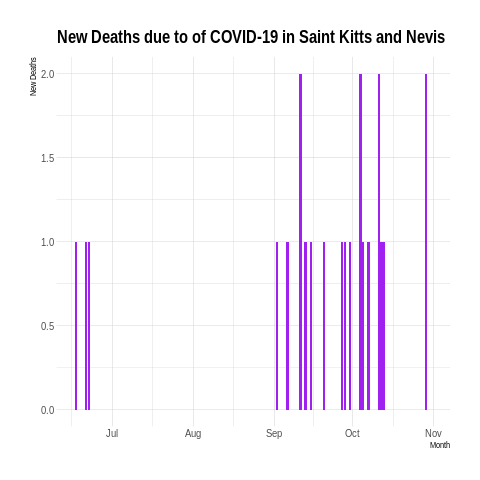 New Deaths due to of COVID-19 in Saint Kitts and Nevis
New Deaths
2.0
1.5
1.0
0.5
0.0
Jul Aug Sep Oct Nov
Month